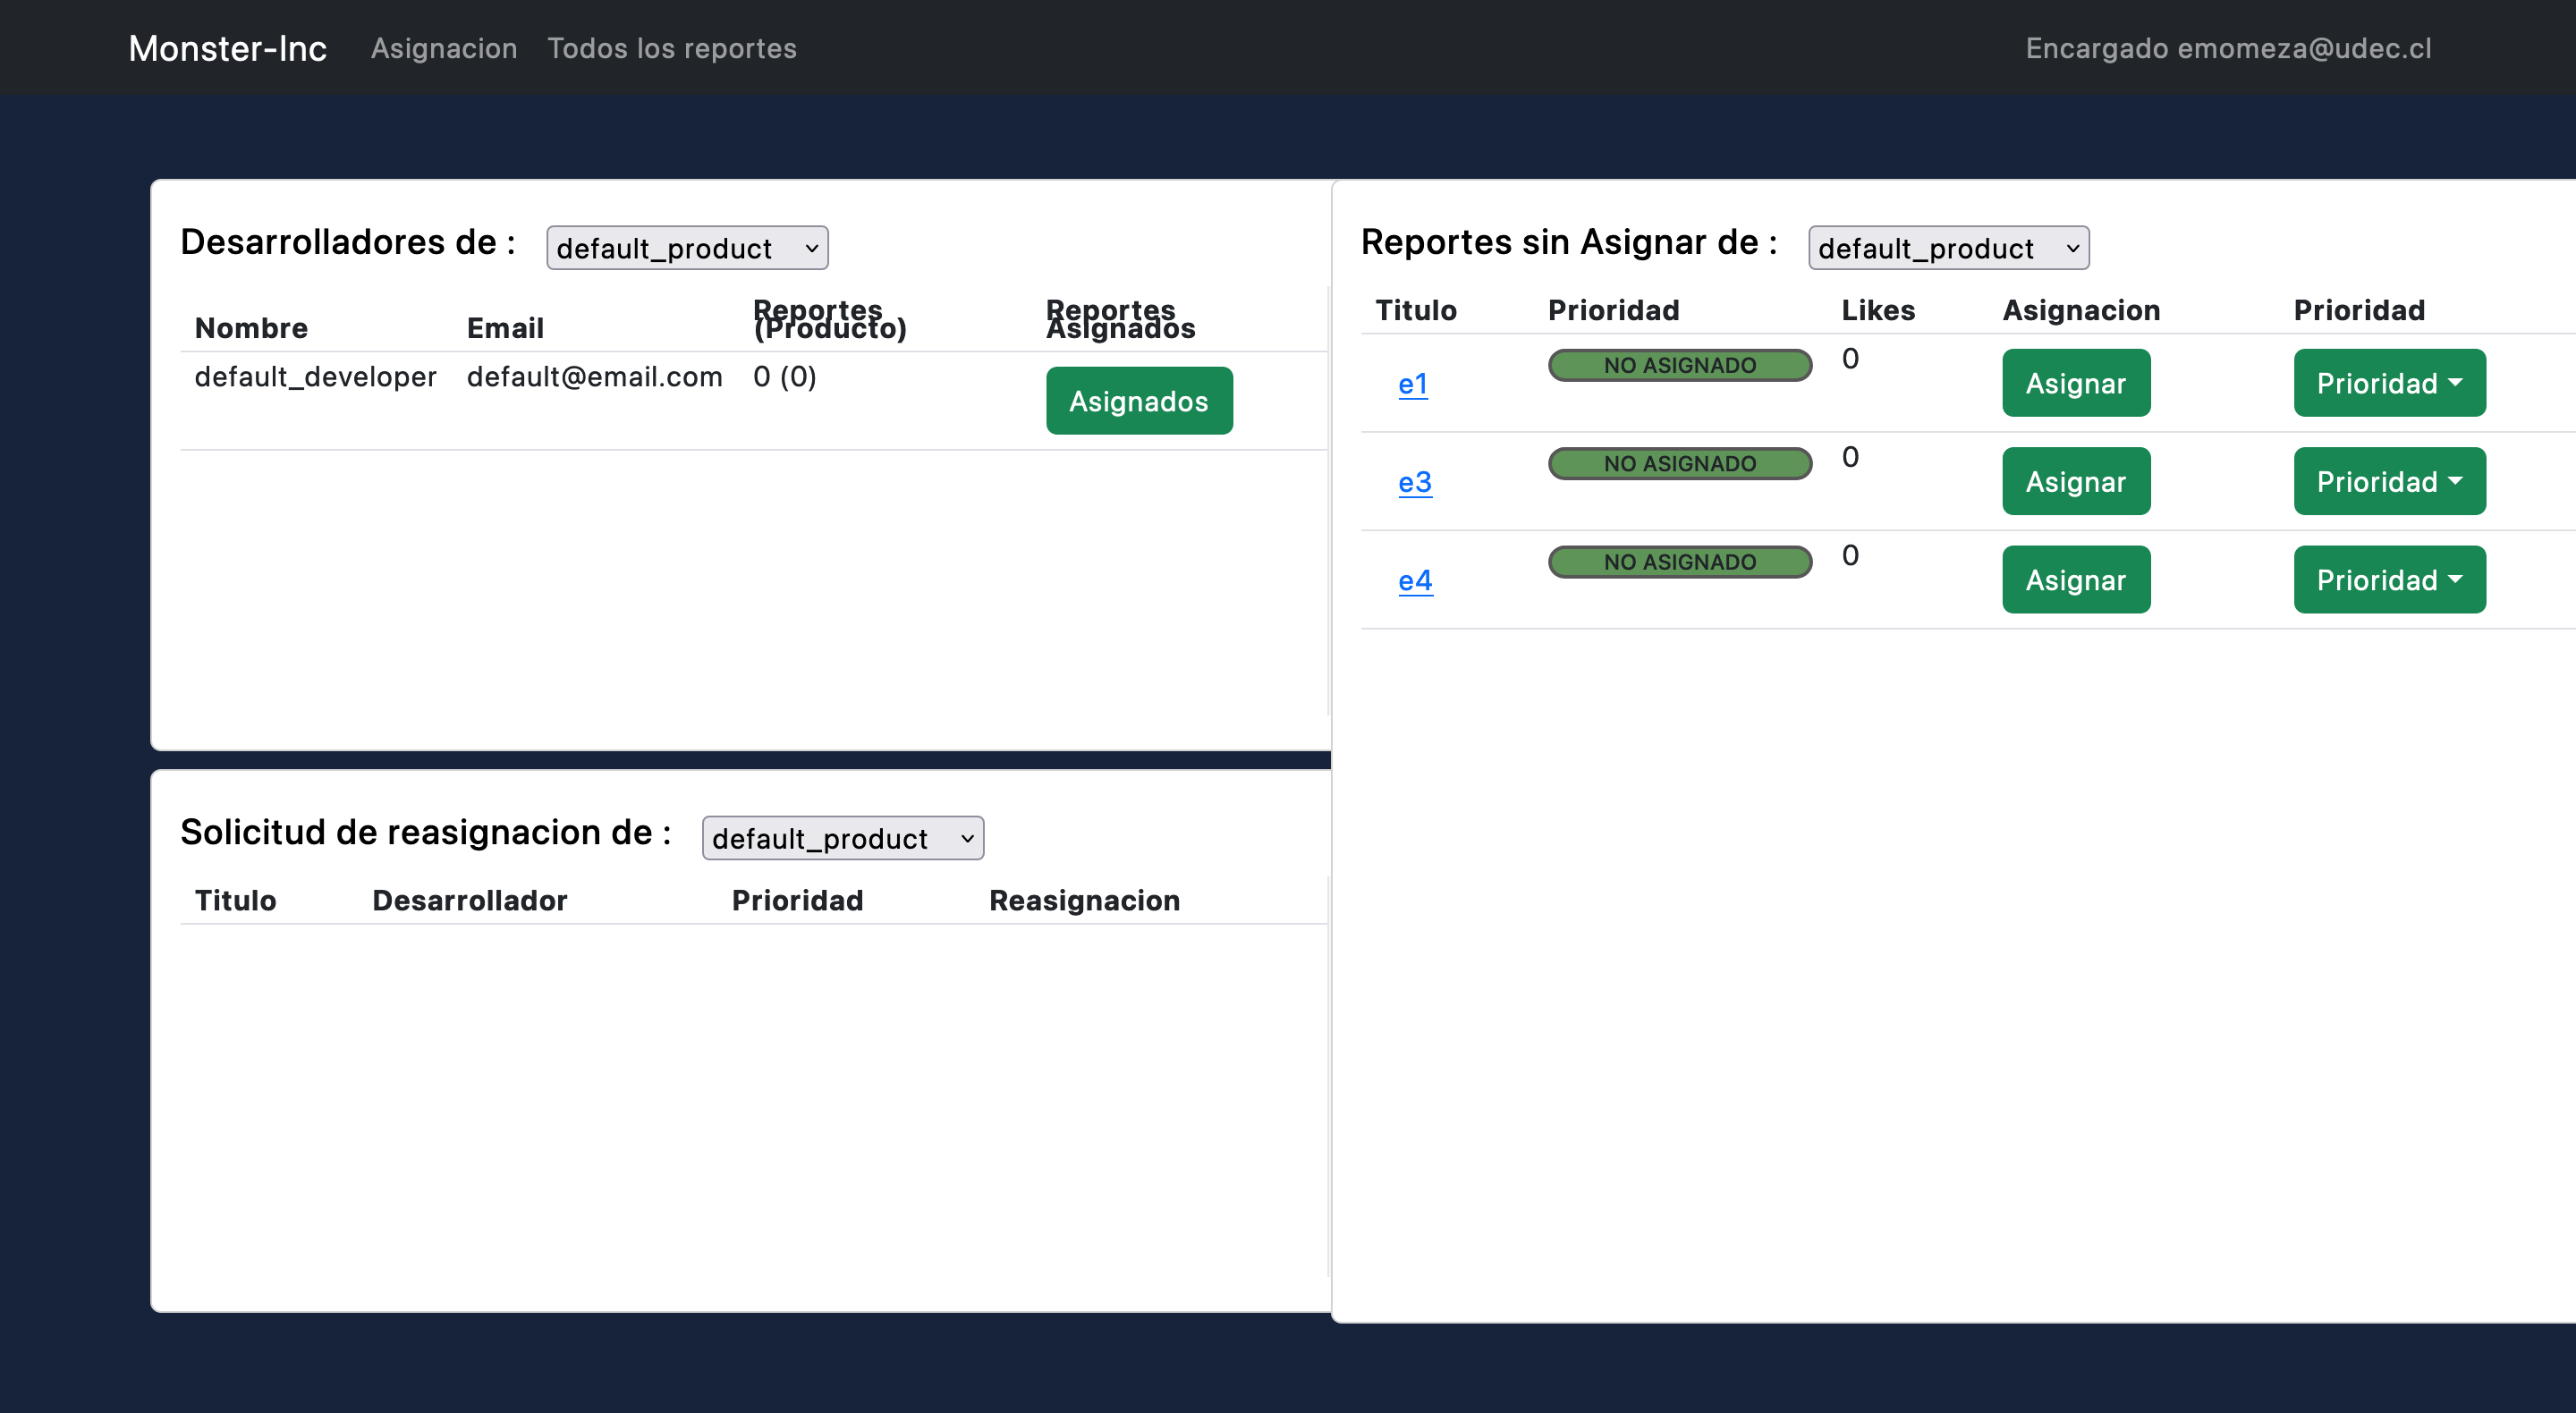 Monster-Inc Asignacion Todos los reportes Encargado emomeza@udec.cl
Desarrolladores de : default_product
Nombre Email Reportes (Producto) Reportes Asignados
default_developer default@email.com 0 (0) Asignados
Solicitud de reasignacion de : default_product
Titulo Desarrollador Prioridad Reasignacion
Reportes sin Asignar de : default_product
Titulo Prioridad Likes Asignacion Prioridad
e1 NO ASIGNADO 0 Asignar Prioridad
e3 NO ASIGNADO 0 Asignar Prioridad
e4 NO ASIGNADO 0 Asignar Prioridad